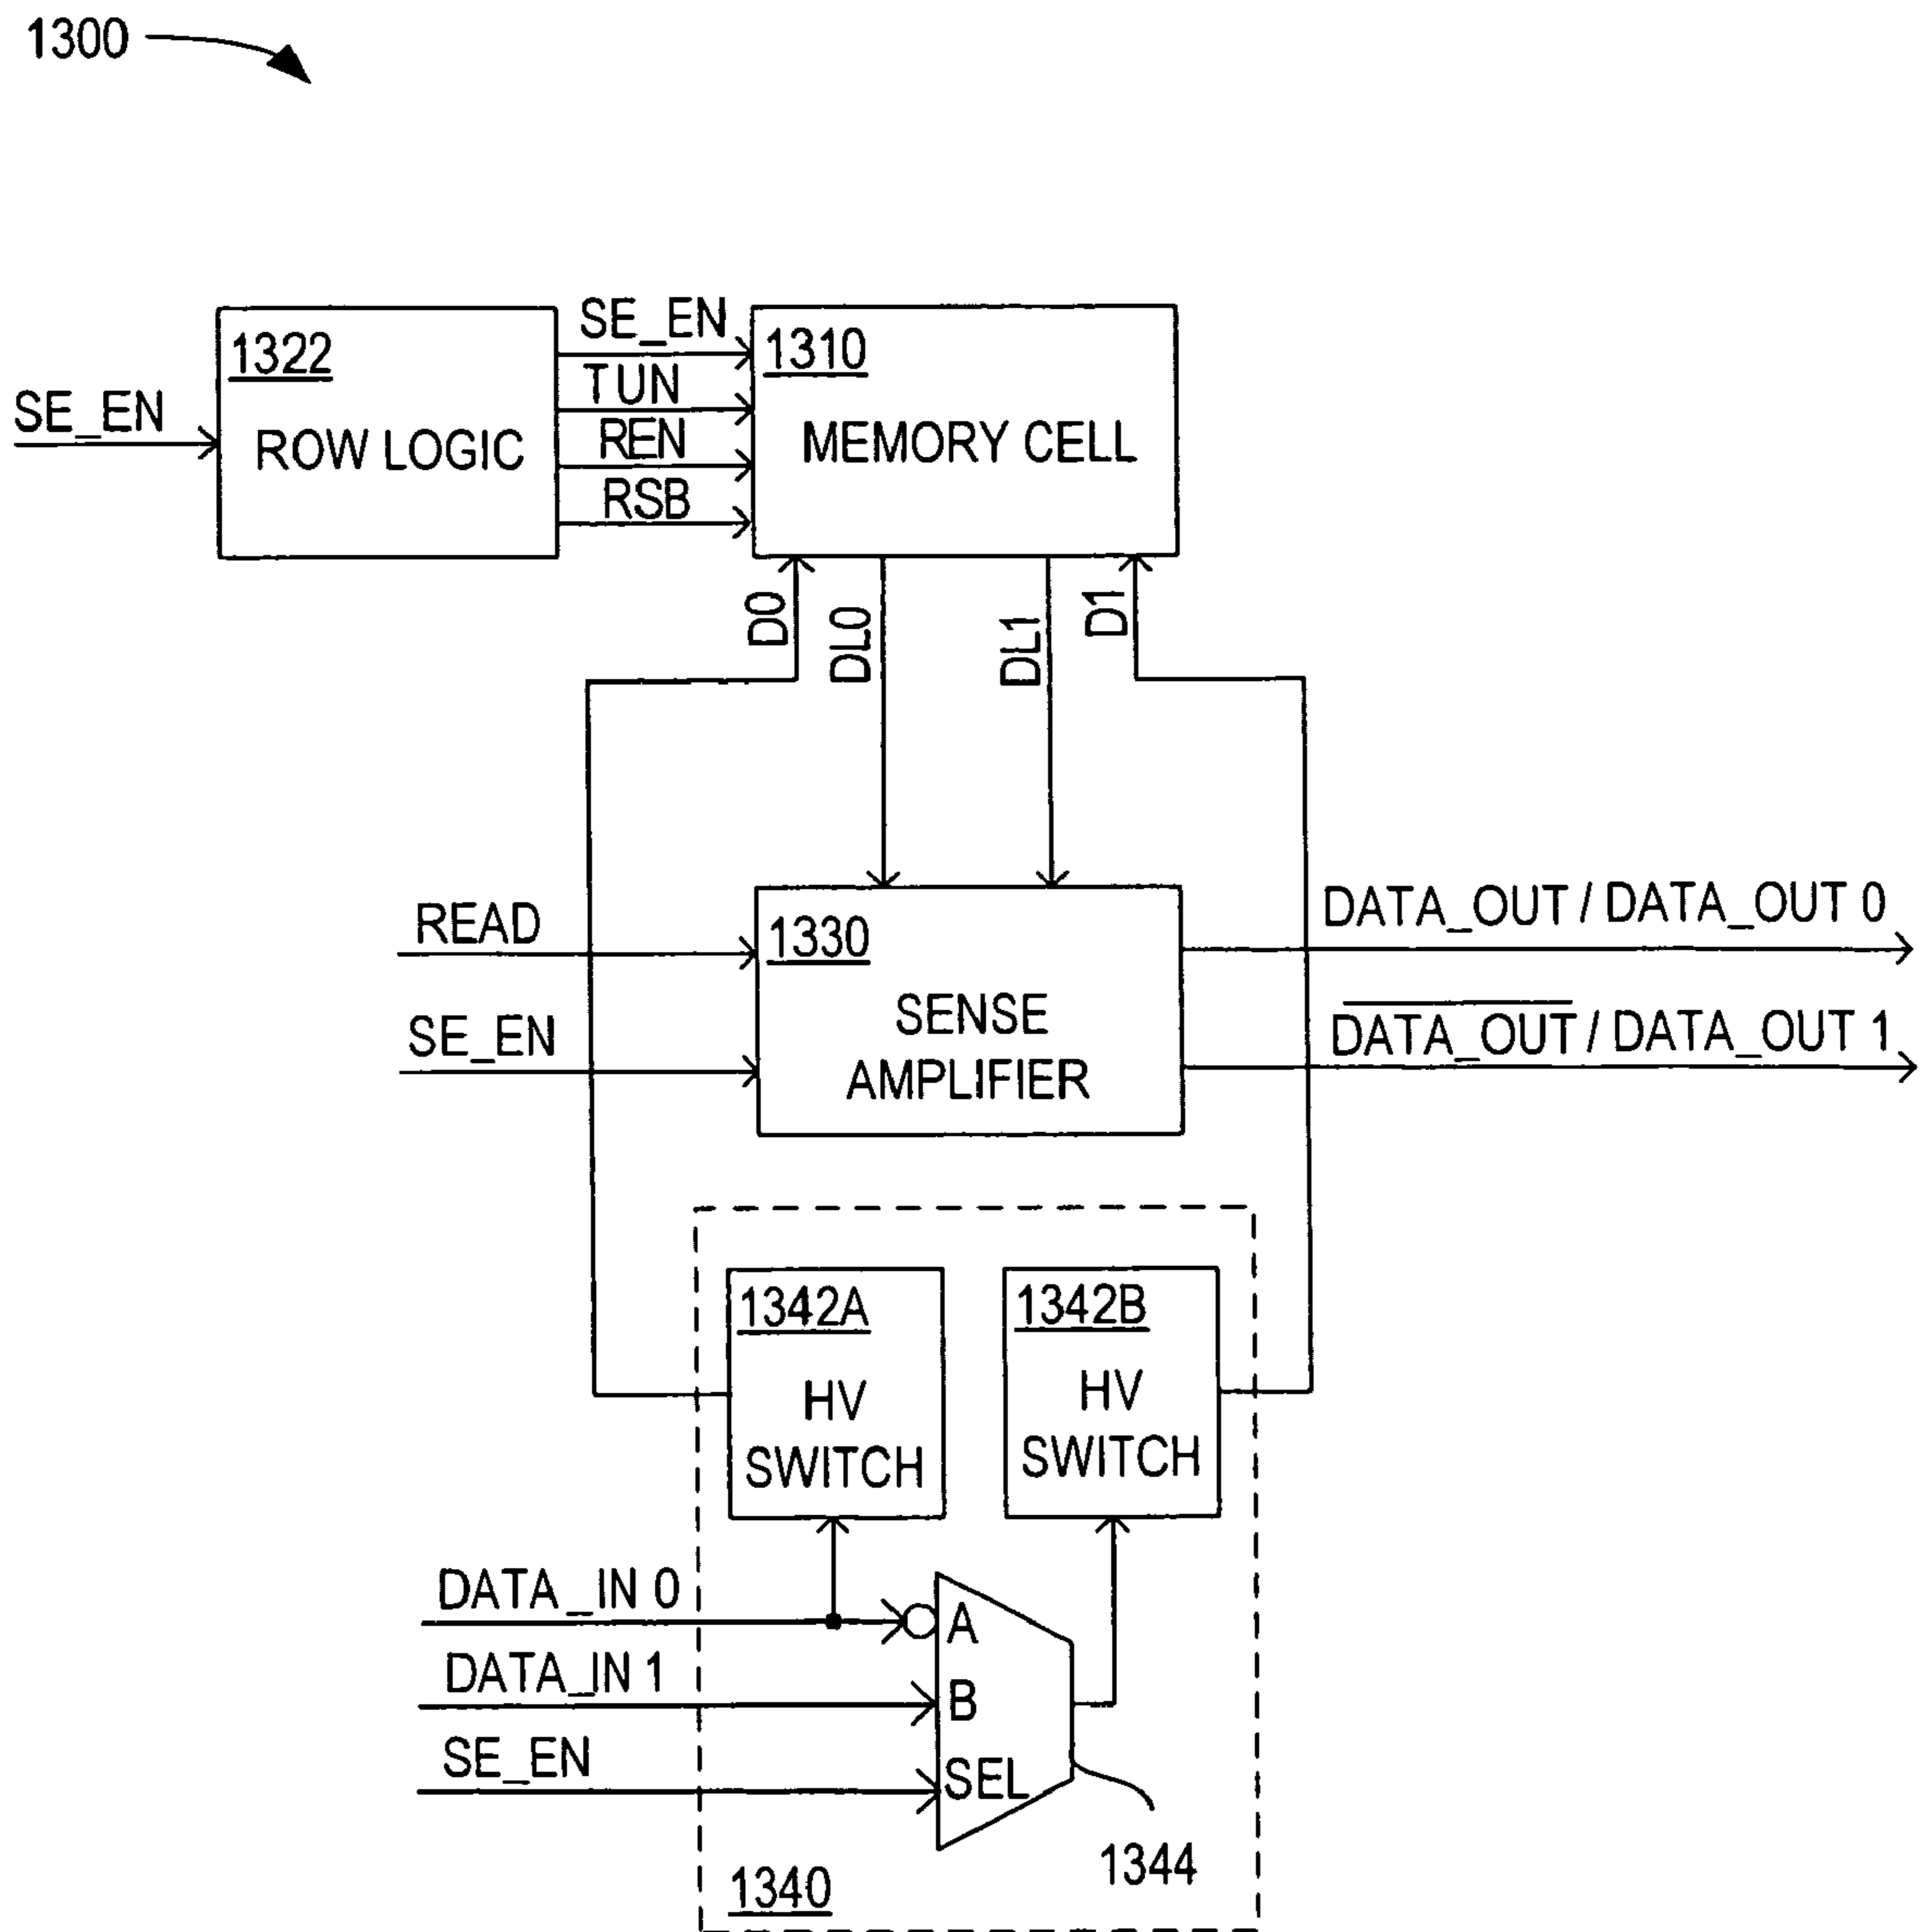 1300
SE_EN
1322
ROW LOGIC
SE_EN
TUN
REN
RSB
1310
MEMORY CELL
D0
DL0
DL1
D1
READ
SE_EN
1330
SENSE
AMPLIFIER
DATA_OUT / DATA_OUT 0
DATA_OUT / DATA_OUT 1
1342A
HV
SWITCH
1342B
HV
SWITCH
DATA_IN 0
DATA_IN 1
SE_EN
A
B
SEL
1344
1340